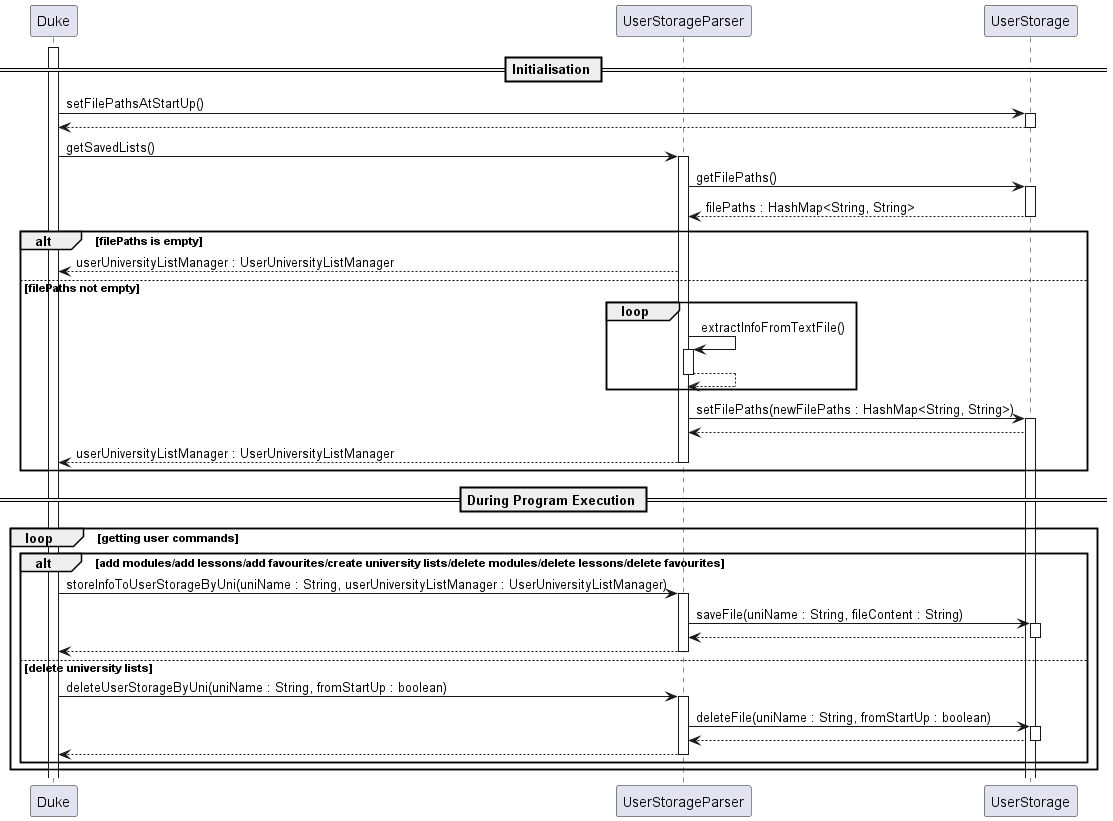 Duke
UserStorageParser
UserStorage
Initialisation
setFilePathsAtStartUp()
getSavedLists()
getFilePaths()
filePaths : HashMap<String, String>
alt
[filePaths is empty]
userUniversityListManager : UserUniversityListManager
[filePaths not empty]
loop
extractInfoFromTextFile()
setFilePaths(newFilePaths : HashMap<String, String>)
userUniversityListManager : UserUniversityListManager
During Program Execution
loop
[getting user commands]
alt
[add modules/add lessons/add favourites/create university lists/delete modules/delete lessons/delete favourites]
storeInfoToUserStorageByUni(uniName : String, userUniversityListManager : UserUniversityListManager)
saveFile(uniName : String, fileContent : String)
[delete university lists]
deleteUserStorageByUni(uniName : String, fromStartUp : boolean)
deleteFile(uniName : String, fromStartUp : boolean)
Duke
UserStorageParser
UserStorage